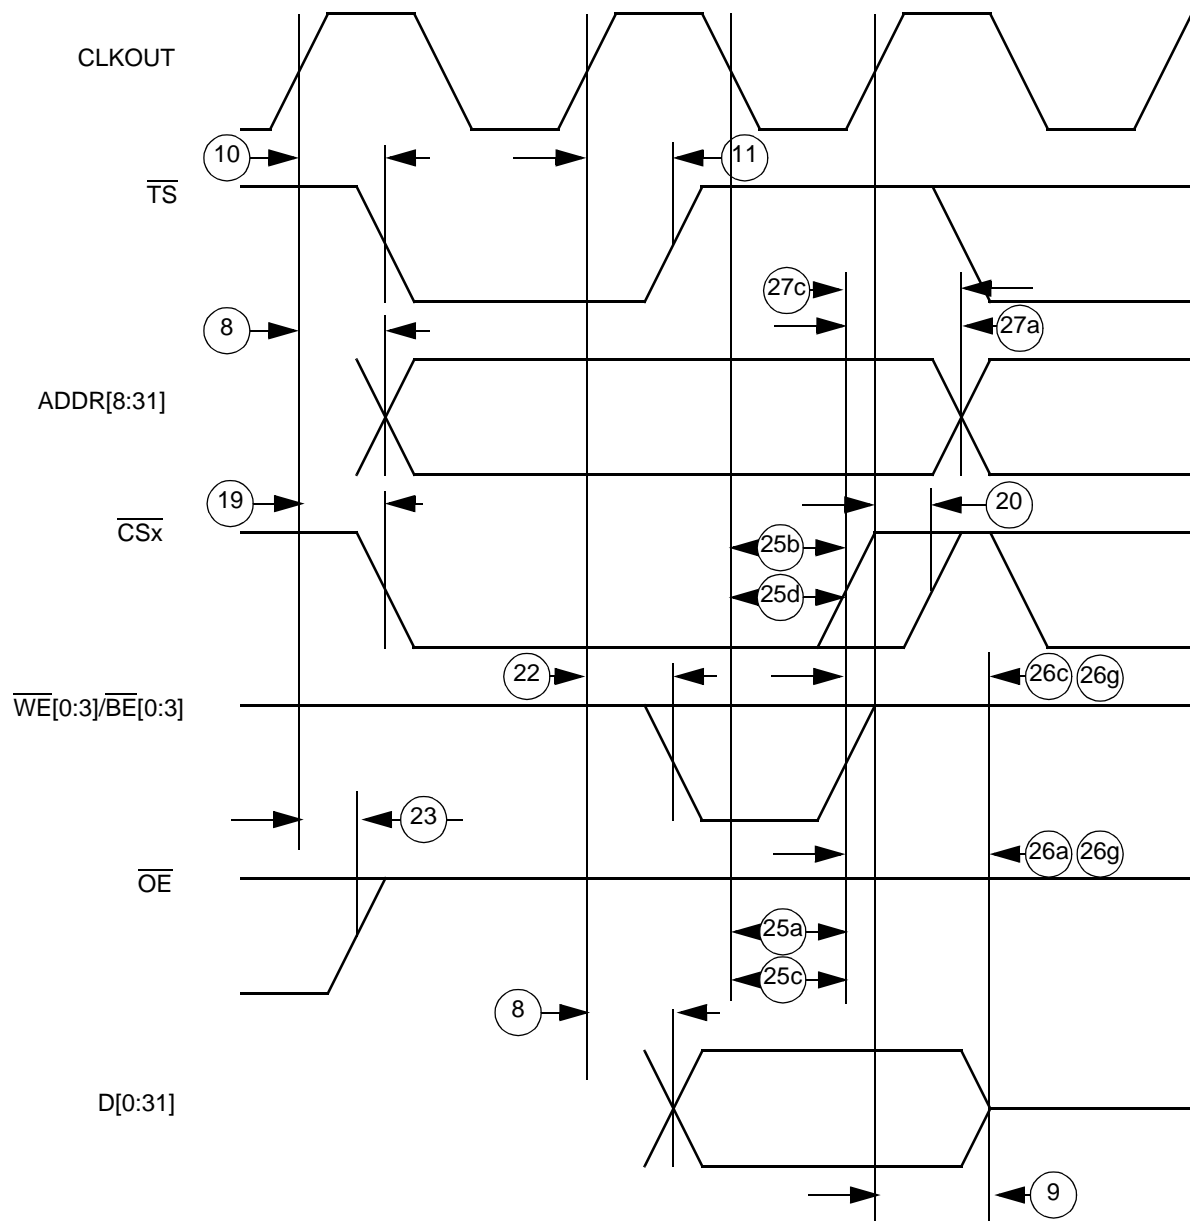 CLKOUT
10
11
TS
27c
8
27a
ADDR[8:31]
19
20
CSx
25b
25d
22
26c 26g
WE[0:3]/BE[0:3]
23
26a 26g
OE
25a
25c
8
D[0:31]
9